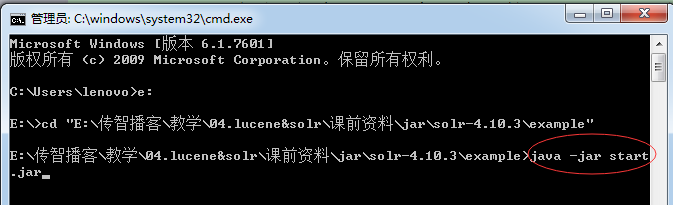 管理员: C:\windows\system32\cmd.exe
Microsoft Windows [版本 6.1.7601]
版权所有 (c) 2009 Microsoft Corporation。保留所有权利。
C:\Users\lenovo>e:
E:\>cd "E:\传智播客\教学\04.lucene&solr\课前资料\jar\solr-4.10.3\example"
E:\传智播客\教学\04.lucene&solr\课前资料\jar\solr-4.10.3\example>java -jar start
.jar_